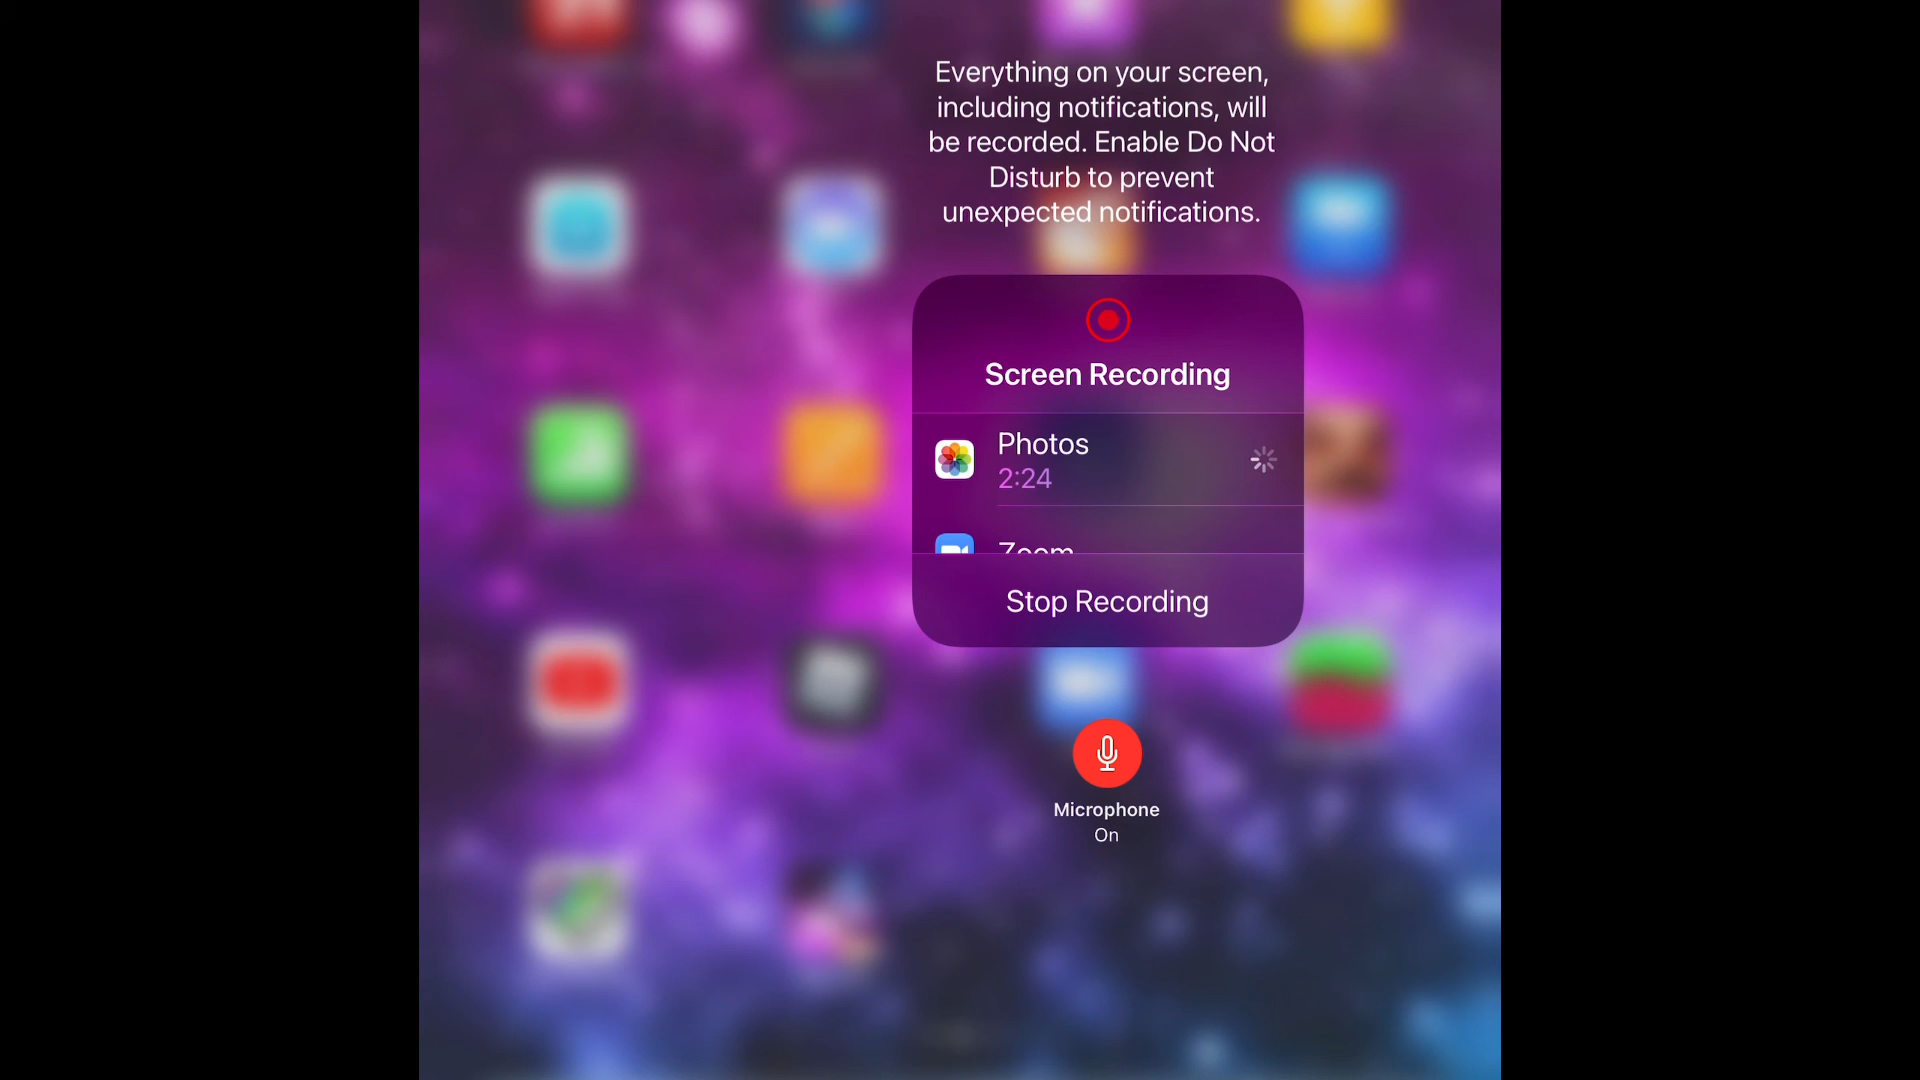 Everything on your screen,
including notifications, will
be recorded. Enable Do Not
Disturb to prevent
unexpected notifications.
Screen Recording
Photos
2:24
Zoom
Stop Recording
Microphone
On